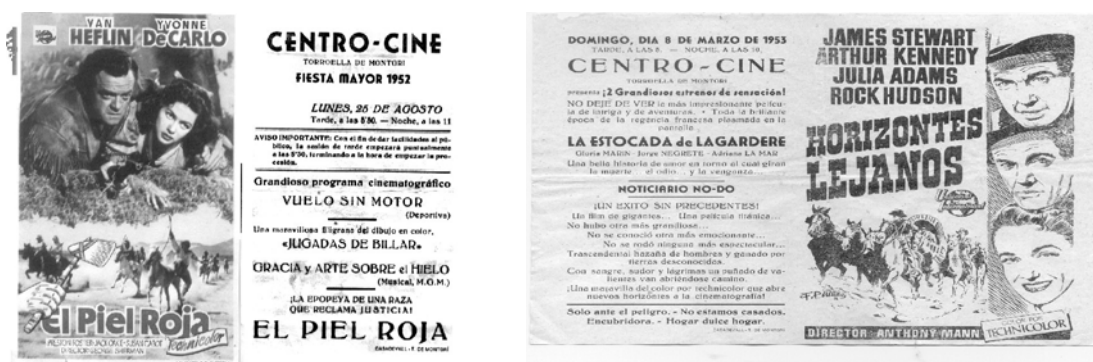 VAN HEFLIN YVONNE DeCARLO
El Piel Roja
Technicolor
CENTRO-CINE
TORROELLA DE MONTGRI
FIESTA MAYOR 1952
LUNES, 25 DE AGOSTO
Tarde, a las 5'30. — Noche, a las 11
AVISO IMPORTANTE: Con el fin de dar facilidades al pú-
blico, la sesión de tarde empezará puntualmente
a las 5'30, terminando a la hora de empezar la pro-
cesión.
Grandioso programa cinematográfico
VUELO SIN MOTOR
(Deportiva)
Una maravillosa filigrana del dibujo en color,
«JUGADAS DE BILLAR»
GRACIA y ARTE SOBRE el HIELO
(Musical, M.G.M.)
¡LA EPOPEYA DE UNA RAZA
QUE RECLAMA JUSTICIA!
EL PIEL ROJA
DOMINGO, DIA 8 DE MARZO DE 1953
TARDE, A LAS 5. — NOCHE, A LAS 10.
CENTRO-CINE
TORROELLA DE MONTGRI
presenta ¡2 Grandiosos estrenos de sensación!
NO DEJE DE VER la más impresionante pelícu-
la de intriga y de aventuras. • Toda la brillante
época de la regencia francesa plasmada en la
pantalla.
LA ESTOCADA de LAGARDERE
Gloria MARIN - Jorge NEGRETE - Adriana LA MAR
Una bella historia de amor en torno al cual giran
la muerte... el odio... y la venganza...
NOTICIARIO NO-DO
¡UN EXITO SIN PRECEDENTES!
Un film de gigantes... Una película titánica...
No hubo otra más grandiosa...
No se conoció otra más emocionante...
No se rodó ninguna más espectacular...
Trascendental hazaña de hombres y ganado por
tierras desconocidas.
Con sangre, sudor y lágrimas un puñado de va-
lientes van abriéndose camino.
¡Una maravilla del color por technicolor que abre
nuevos horizontes a la cinematografía!
Solo ante el peligro. - No estamos casados.
Encubridora. - Hogar dulce hogar.
JAMES STEWART
ARTHUR KENNEDY
JULIA ADAMS
ROCK HUDSON
HORIZONTES
LEJANOS
TECHNICOLOR
DIRECTOR: ANTHONY MANN